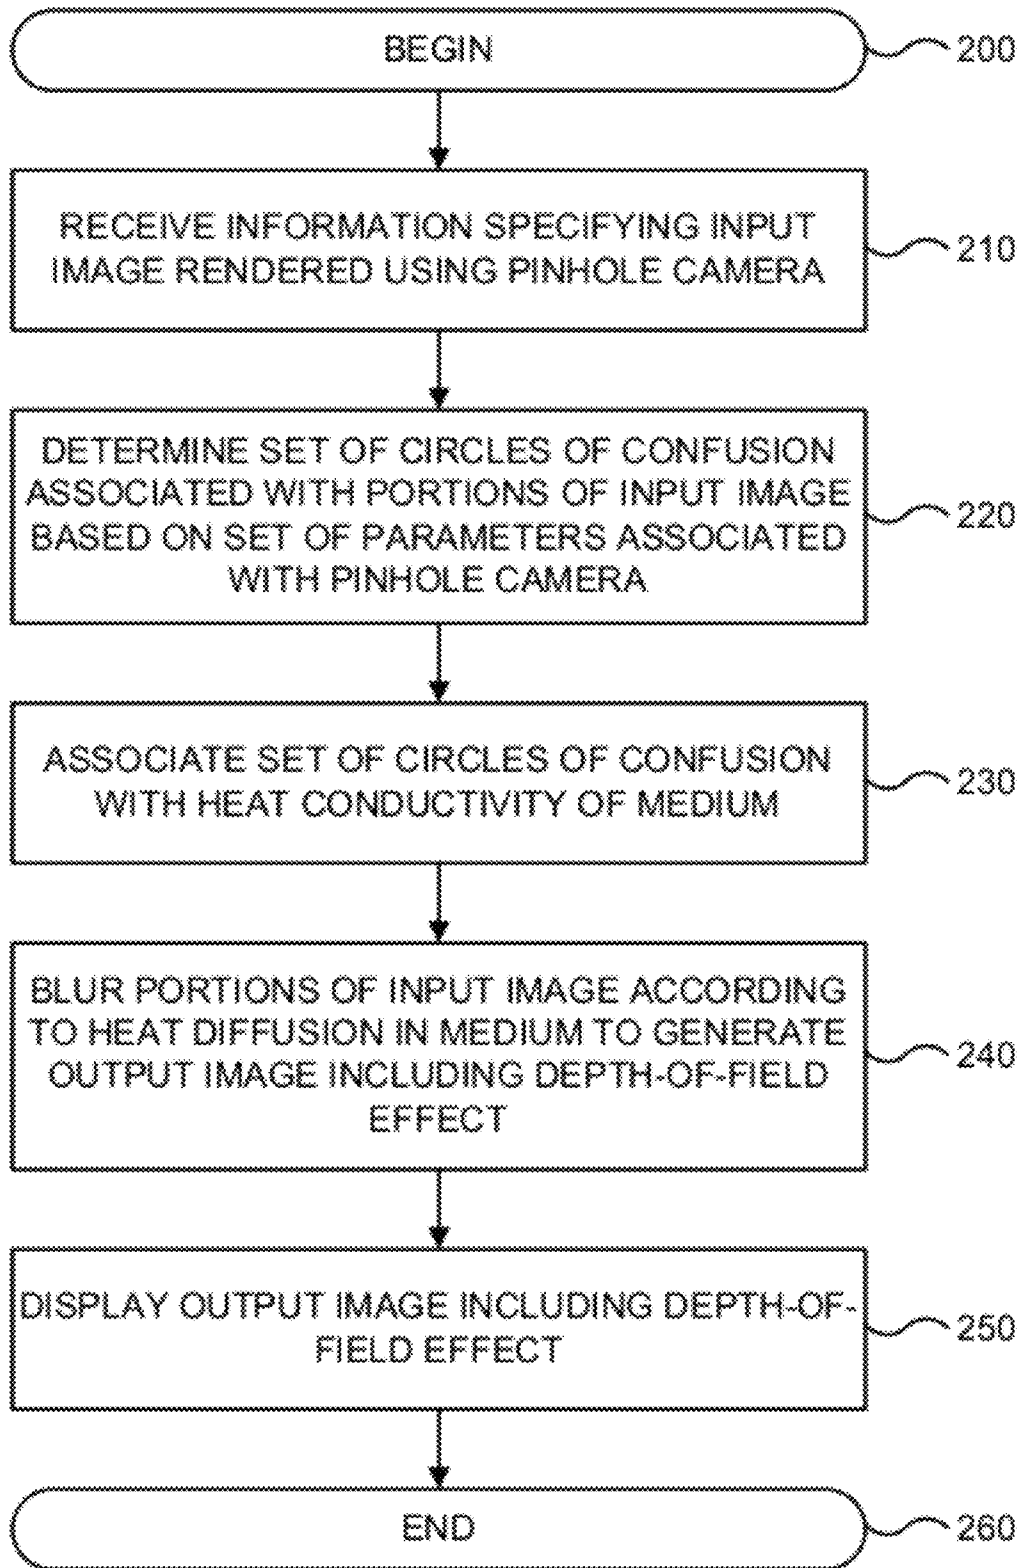 BEGIN
200
RECEIVE INFORMATION SPECIFYING INPUT
IMAGE RENDERED USING PINHOLE CAMERA
210
DETERMINE SET OF CIRCLES OF CONFUSION
ASSOCIATED WITH PORTIONS OF INPUT IMAGE
BASED ON SET OF PARAMETERS ASSOCIATED
WITH PINHOLE CAMERA
220
ASSOCIATE SET OF CIRCLES OF CONFUSION
WITH HEAT CONDUCTIVITY OF MEDIUM
230
BLUR PORTIONS OF INPUT IMAGE ACCORDING
TO HEAT DIFFUSION IN MEDIUM TO GENERATE
OUTPUT IMAGE INCLUDING DEPTH-OF-FIELD
EFFECT
240
DISPLAY OUTPUT IMAGE INCLUDING DEPTH-OF-
FIELD EFFECT
250
END
260